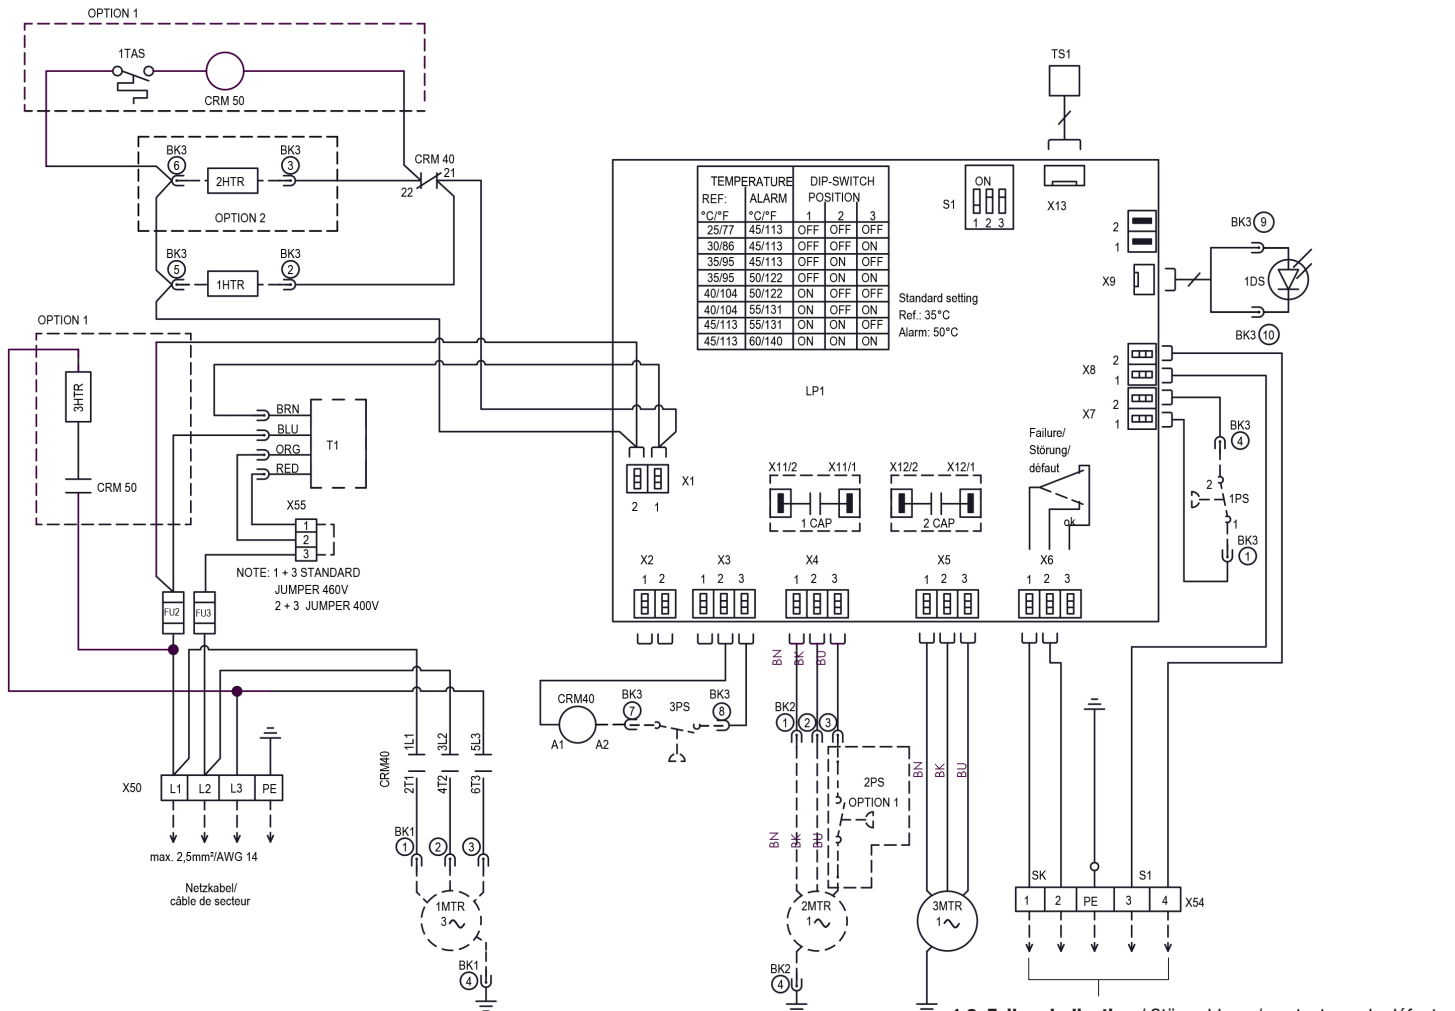 OPTION 1
1TAS
CRM 50
BK3
6
BK3
3
2HTR
OPTION 2
CRM 40
21
22
BK3
5
BK3
2
1HTR
OPTION 1
3HTR
CRM 50
BRN
BLU
ORG
RED
T1
X55
1
2
3
NOTE: 1 + 3 STANDARD
JUMPER 460V
2 + 3 JUMPER 400V
FU2
FU3
X50
L1
L2
L3
PE
max. 2,5mm²/AWG 14
Netzkabel/
câble de secteur
CRM40
1L1
3L2
5L3
2T1
4T2
6T3
BK1
1
2
3
1MTR
3
BK1
4
TS1
TEMPERATURE DIP-SWITCH
REF: ALARM POSITION
°C/°F °C/°F 1 2 3
25/77 45/113 OFF OFF OFF
30/86 45/113 OFF OFF ON
35/95 45/113 OFF ON OFF
35/95 50/122 OFF ON ON
40/104 50/122 ON OFF OFF
40/104 55/131 ON OFF ON
45/113 55/131 ON ON OFF
45/113 60/140 ON ON ON
Standard setting
Ref.: 35°C
Alarm: 50°C
S1
ON
1 2 3
X13
2
1
X9
BK3 9
1DS
BK3 10
X8
2
1
X7
2
1
BK3
4
2
1PS
1
BK3
1
LP1
Failure/
Störung/
défaut
ok
X1
2 1
X11/2 X11/1
1 CAP
X12/2 X12/1
2 CAP
X2
1 2
X3
1 2 3
X4
1 2 3
X5
1 2 3
X6
1 2 3
CRM40
A1
A2
BK3
7
3PS
BK3
8
BN
BK
BU
BK2
1
2
3
2PS
OPTION 1
BN
BK
BU
2MTR
1
BK2
4
BN
BK
BU
3MTR
1
SK
S1
1 2 PE 3 4
X54